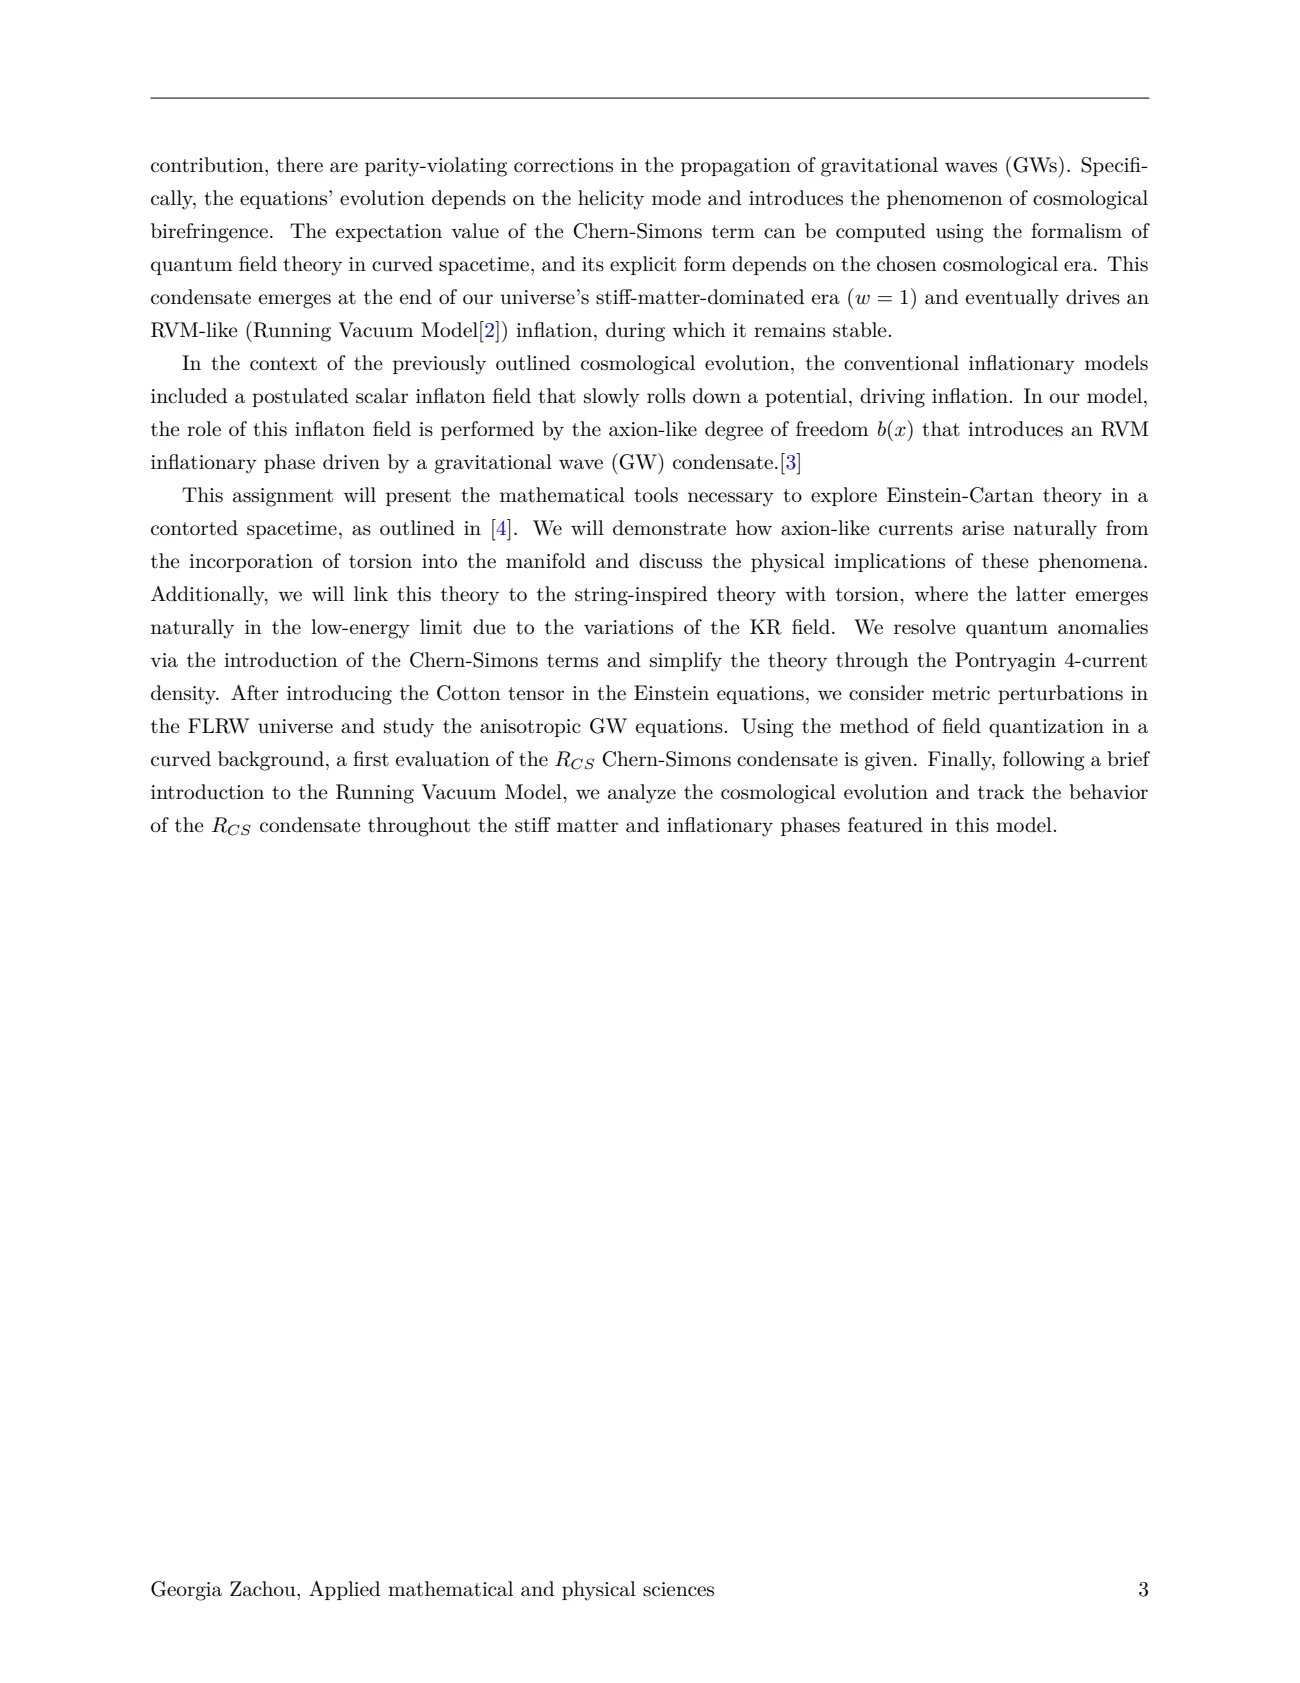 contribution, there are parity-violating corrections in the propagation of gravitational waves (GWs). Specifi-
cally, the equations’ evolution depends on the helicity mode and introduces the phenomenon of cosmological
birefringence. The expectation value of the Chern-Simons term can be computed using the formalism of
quantum field theory in curved spacetime, and its explicit form depends on the chosen cosmological era. This
condensate emerges at the end of our universe’s stiff-matter-dominated era (w = 1) and eventually drives an
RVM-like (Running Vacuum Model[2]) inflation, during which it remains stable.
In the context of the previously outlined cosmological evolution, the conventional inflationary models
included a postulated scalar inflaton field that slowly rolls down a potential, driving inflation. In our model,
the role of this inflaton field is performed by the axion-like degree of freedom b(x) that introduces an RVM
inflationary phase driven by a gravitational wave (GW) condensate.[3]
This assignment will present the mathematical tools necessary to explore Einstein-Cartan theory in a
contorted spacetime, as outlined in [4]. We will demonstrate how axion-like currents arise naturally from
the incorporation of torsion into the manifold and discuss the physical implications of these phenomena.
Additionally, we will link this theory to the string-inspired theory with torsion, where the latter emerges
naturally in the low-energy limit due to the variations of the KR field. We resolve quantum anomalies
via the introduction of the Chern-Simons terms and simplify the theory through the Pontryagin 4-current
density. After introducing the Cotton tensor in the Einstein equations, we consider metric perturbations in
the FLRW universe and study the anisotropic GW equations. Using the method of field quantization in a
curved background, a first evaluation of the R_{CS} Chern-Simons condensate is given. Finally, following a brief
introduction to the Running Vacuum Model, we analyze the cosmological evolution and track the behavior
of the R_{CS} condensate throughout the stiff matter and inflationary phases featured in this model.
Georgia Zachou, Applied mathematical and physical sciences 3